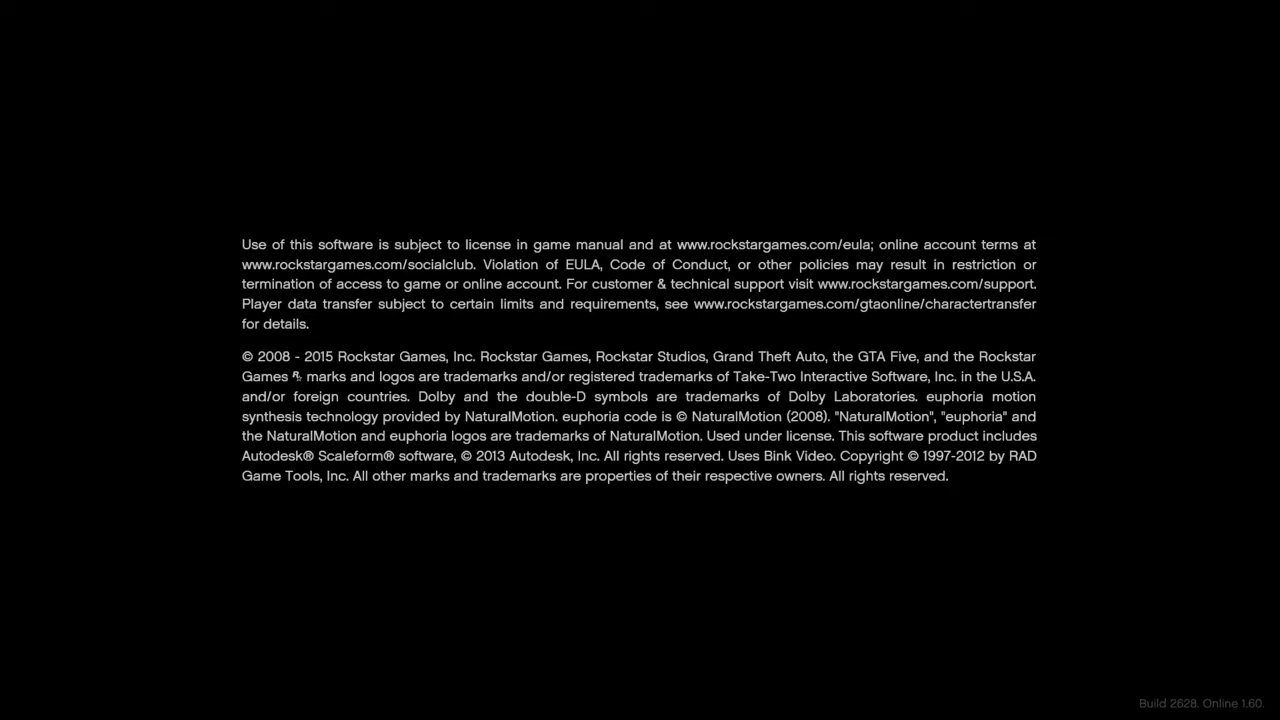 Use of this software is subject to license in game manual and at www.rockstargames.com/eula; online account terms at
www.rockstargames.com/socialclub. Violation of EULA, Code of Conduct, or other policies may result in restriction or
termination of access to game or online account. For customer & technical support visit www.rockstargames.com/support.
Player data transfer subject to certain limits and requirements, see www.rockstargames.com/gtaonline/charactertransfer
for details.
© 2008 - 2015 Rockstar Games, Inc. Rockstar Games, Rockstar Studios, Grand Theft Auto, the GTA Five, and the Rockstar
Games R* marks and logos are trademarks and/or registered trademarks of Take-Two Interactive Software, Inc. in the U.S.A.
and/or foreign countries. Dolby and the double-D symbols are trademarks of Dolby Laboratories. euphoria motion
synthesis technology provided by NaturalMotion. euphoria code is © NaturalMotion (2008). "NaturalMotion", "euphoria" and
the NaturalMotion and euphoria logos are trademarks of NaturalMotion. Used under license. This software product includes
Autodesk® Scaleform® software, © 2013 Autodesk, Inc. All rights reserved. Uses Bink Video. Copyright © 1997-2012 by RAD
Game Tools, Inc. All other marks and trademarks are properties of their respective owners. All rights reserved.
Build 2628. Online 1.60.